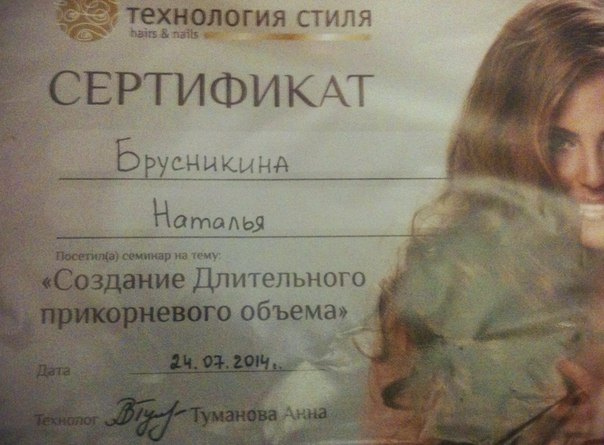 ТЕХНОЛОГИЯ СТИЛЯ
hairs & nails
СЕРТИФИКАТ
Брусникина
Наталья
Посетил(а) семинар на тему:
«Создание Длительного
прикорневого объема»
Дата 24.07.2014г.
Технолог Туманова Анна